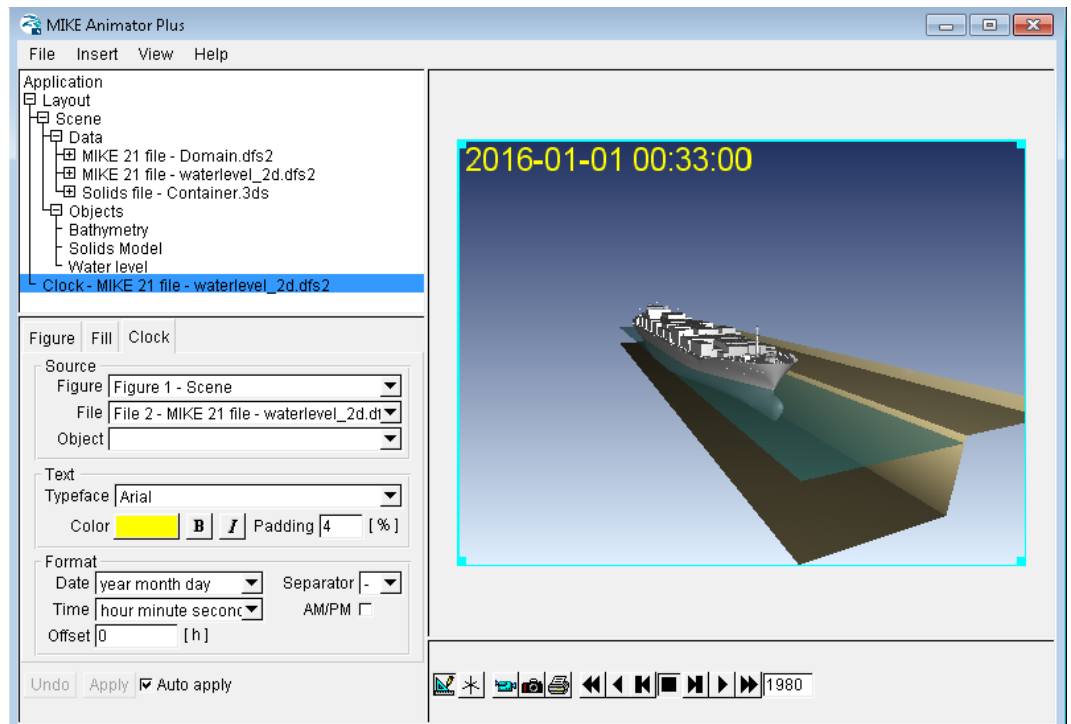 MIKE Animator Plus
File Insert View Help
Application
Layout
Scene
Data
MIKE 21 file - Domain.dfs2
MIKE 21 file - waterlevel_2d.dfs2
Solids file - Container.3ds
Objects
Bathymetry
Solids Model
Water level
Clock - MIKE 21 file - waterlevel_2d.dfs2
2016-01-01 00:33:00
Figure Fill Clock
Source
Figure Figure 1 - Scene
File File 2 - MIKE 21 file - waterlevel_2d.df
Object
Text
Typeface Arial
Color B I Padding 4 [%]
Format
Date year month day Separator -
Time hour minute second AM/PM
Offset 0 [h]
Undo Apply Auto apply
1980